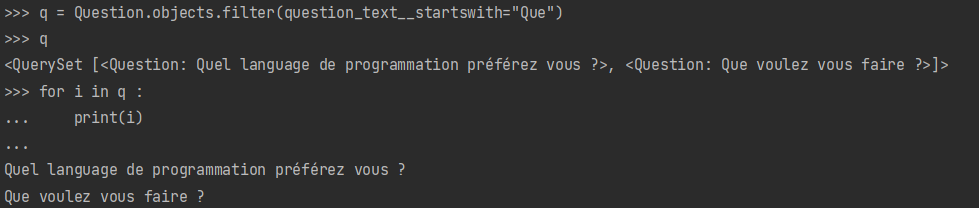 >>> q = Question.objects.filter(question_text__startswith="Que")
>>> q
<QuerySet [<Question: Quel language de programmation préférez vous ?>, <Question: Que voulez vous faire ?>]>
>>> for i in q :
...     print(i)
...
Quel language de programmation préférez vous ?
Que voulez vous faire ?